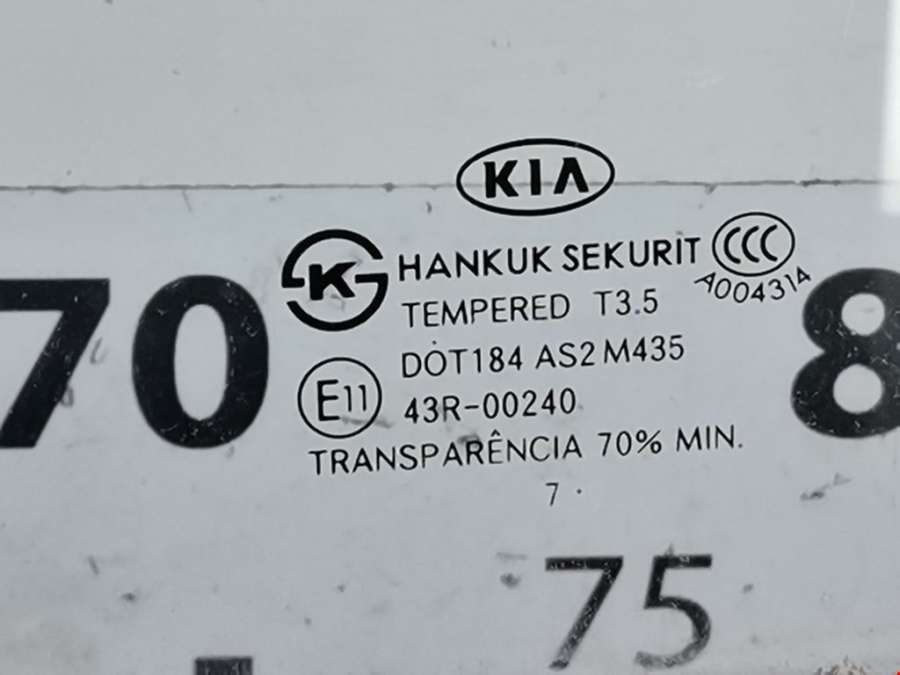 KIA
HANKUK SEKURIT CCC
A004314
K
TEMPERED T3.5
DOT184 AS2 M435
E11
43R-00240
TRANSPARÊNCIA 70% MIN.
7 .
70
8
75